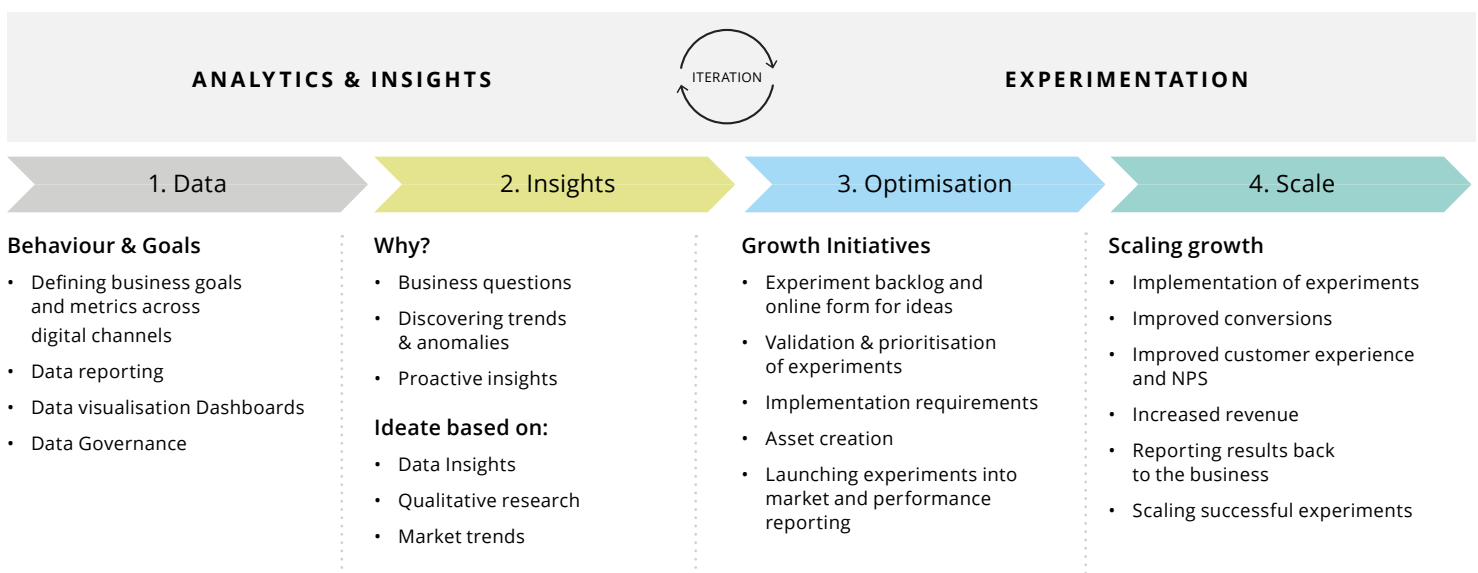 ANALYTICS & INSIGHTS
ITERATION
EXPERIMENTATION
1. Data
2. Insights
3. Optimisation
4. Scale
Behaviour & Goals
• Defining business goals
and metrics across
digital channels
• Data reporting
• Data visualisation Dashboards
• Data Governance
Why?
• Business questions
• Discovering trends
& anomalies
• Proactive insights
Ideate based on:
• Data Insights
• Qualitative research
• Market trends
Growth Initiatives
• Experiment backlog and
online form for ideas
• Validation & prioritisation
of experiments
• Implementation requirements
• Asset creation
• Launching experiments into
market and performance
reporting
Scaling growth
• Implementation of experiments
• Improved conversions
• Improved customer experience
and NPS
• Increased revenue
• Reporting results back
to the business
• Scaling successful experiments